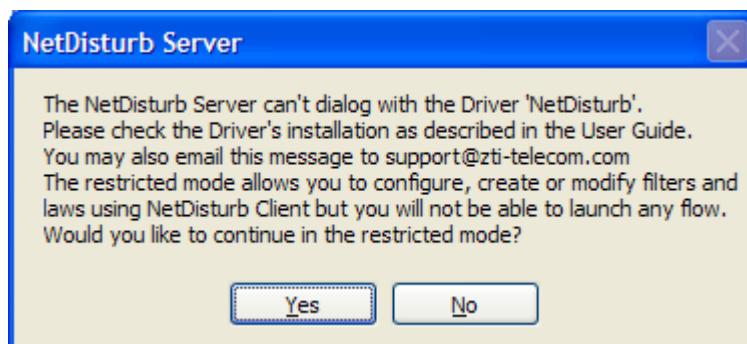 NetDisturb Server
The NetDisturb Server can't dialog with the Driver 'NetDisturb'.
Please check the Driver's installation as described in the User Guide.
You may also email this message to support@zti-telecom.com
The restricted mode allows you to configure, create or modify filters and
laws using NetDisturb Client but you will not be able to launch any flow.
Would you like to continue in the restricted mode?
Yes No